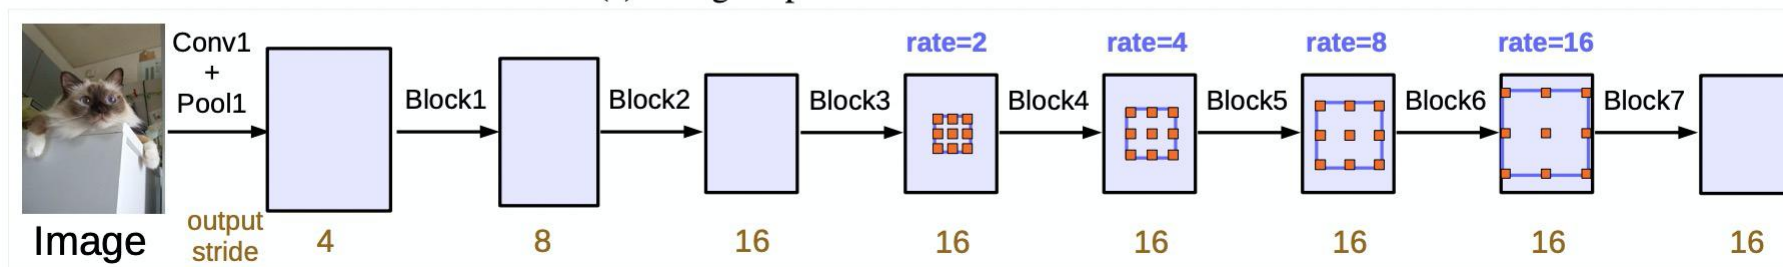 Conv1
+
Pool1
Block1
Block2
Block3
Block4
Block5
Block6
Block7
rate=2
rate=4
rate=8
rate=16
Image
output
stride
4
8
16
16
16
16
16
16